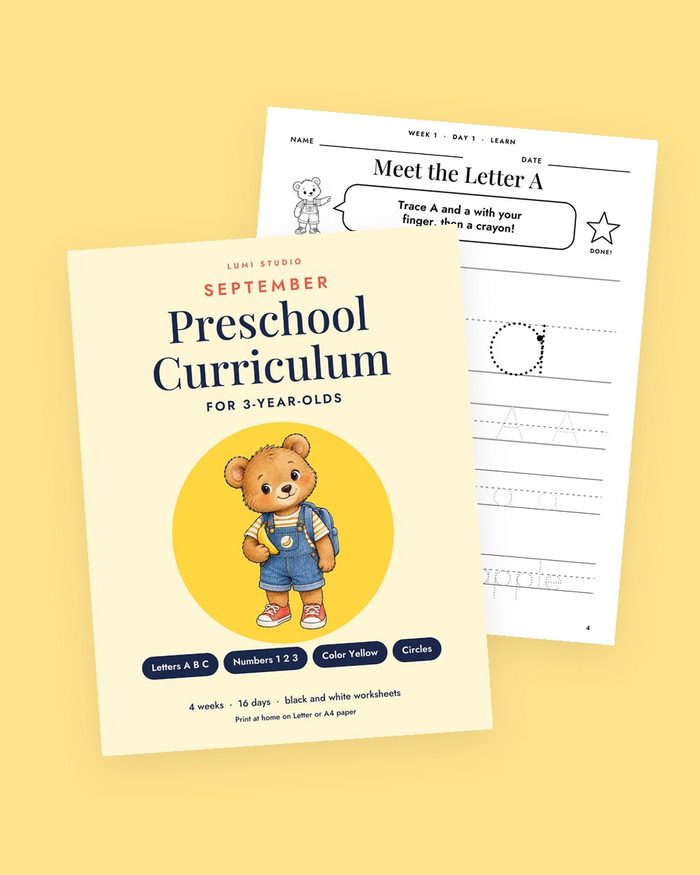 LUMI STUDIO
SEPTEMBER
Preschool
Curriculum
FOR 3-YEAR-OLDS
Letters A B C
Numbers 1 2 3
Color Yellow
Circles
4 weeks · 16 days · black and white worksheets
Print at home on Letter or A4 paper
WEEK 1 · DAY 1 · LEARN
NAME
DATE
Meet the Letter A
Trace A and a with your
finger, then a crayon!
DONE!
a
A A
a a
apple
4